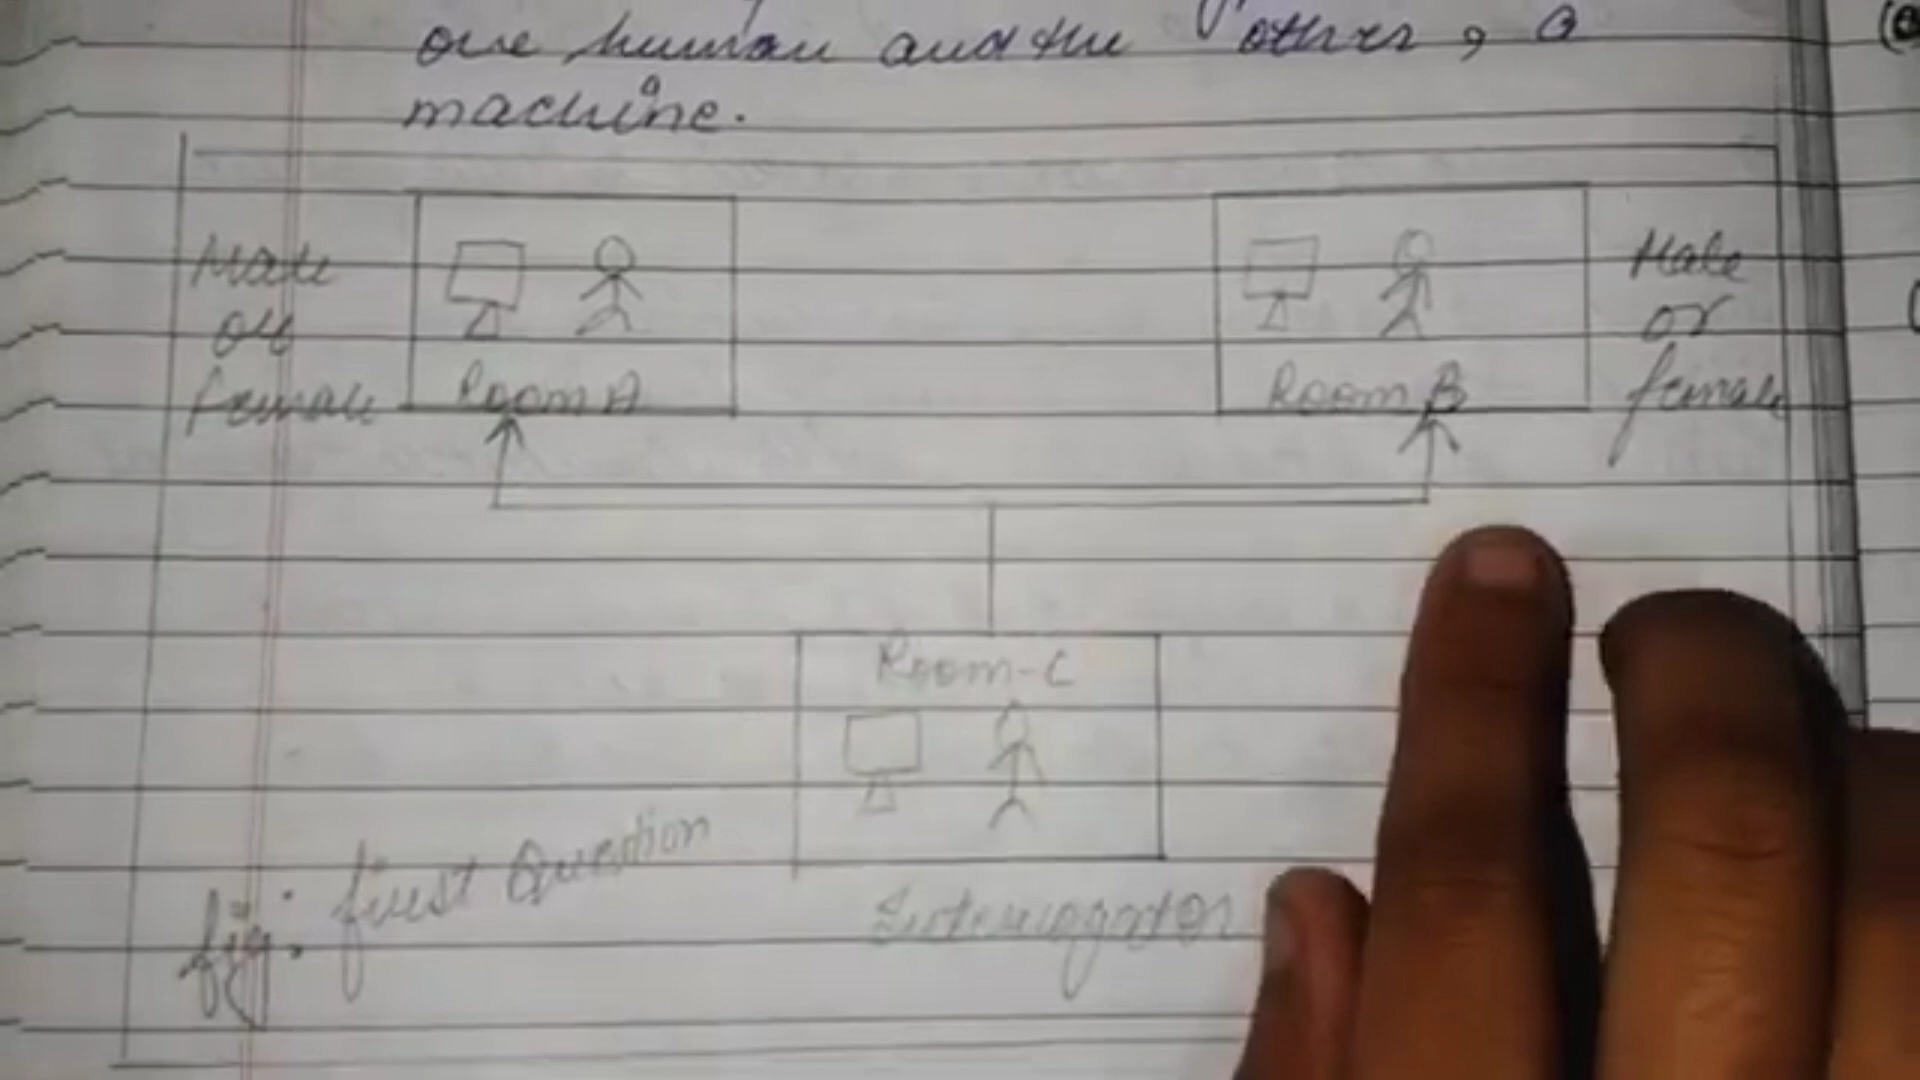 one human and the others, a
machine.
Male
or
female
Room A
Room B
Male
or
female
Room-C
Interrogator
fig: first Question